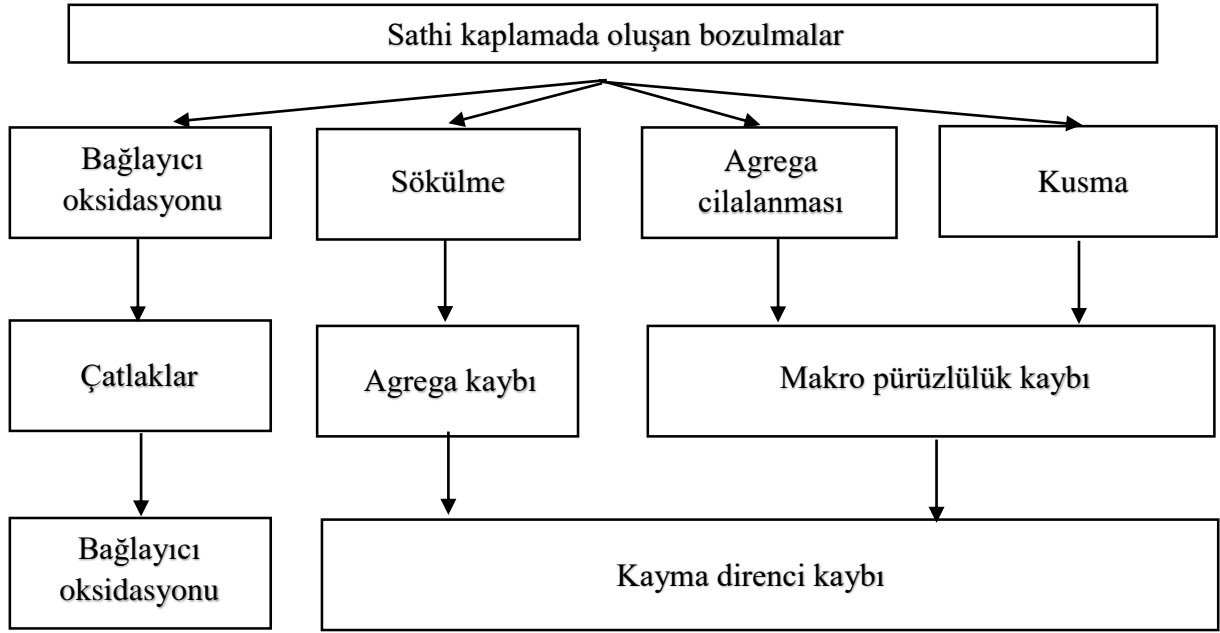 Sathi kaplamada oluşan bozulmalar
Bağlayıcı
oksidasyonu
Sökülme
Agrega
cilalanması
Kusma
Çatlaklar
Agrega kaybı
Makro pürüzlülük kaybı
Bağlayıcı
oksidasyonu
Kayma direnci kaybı